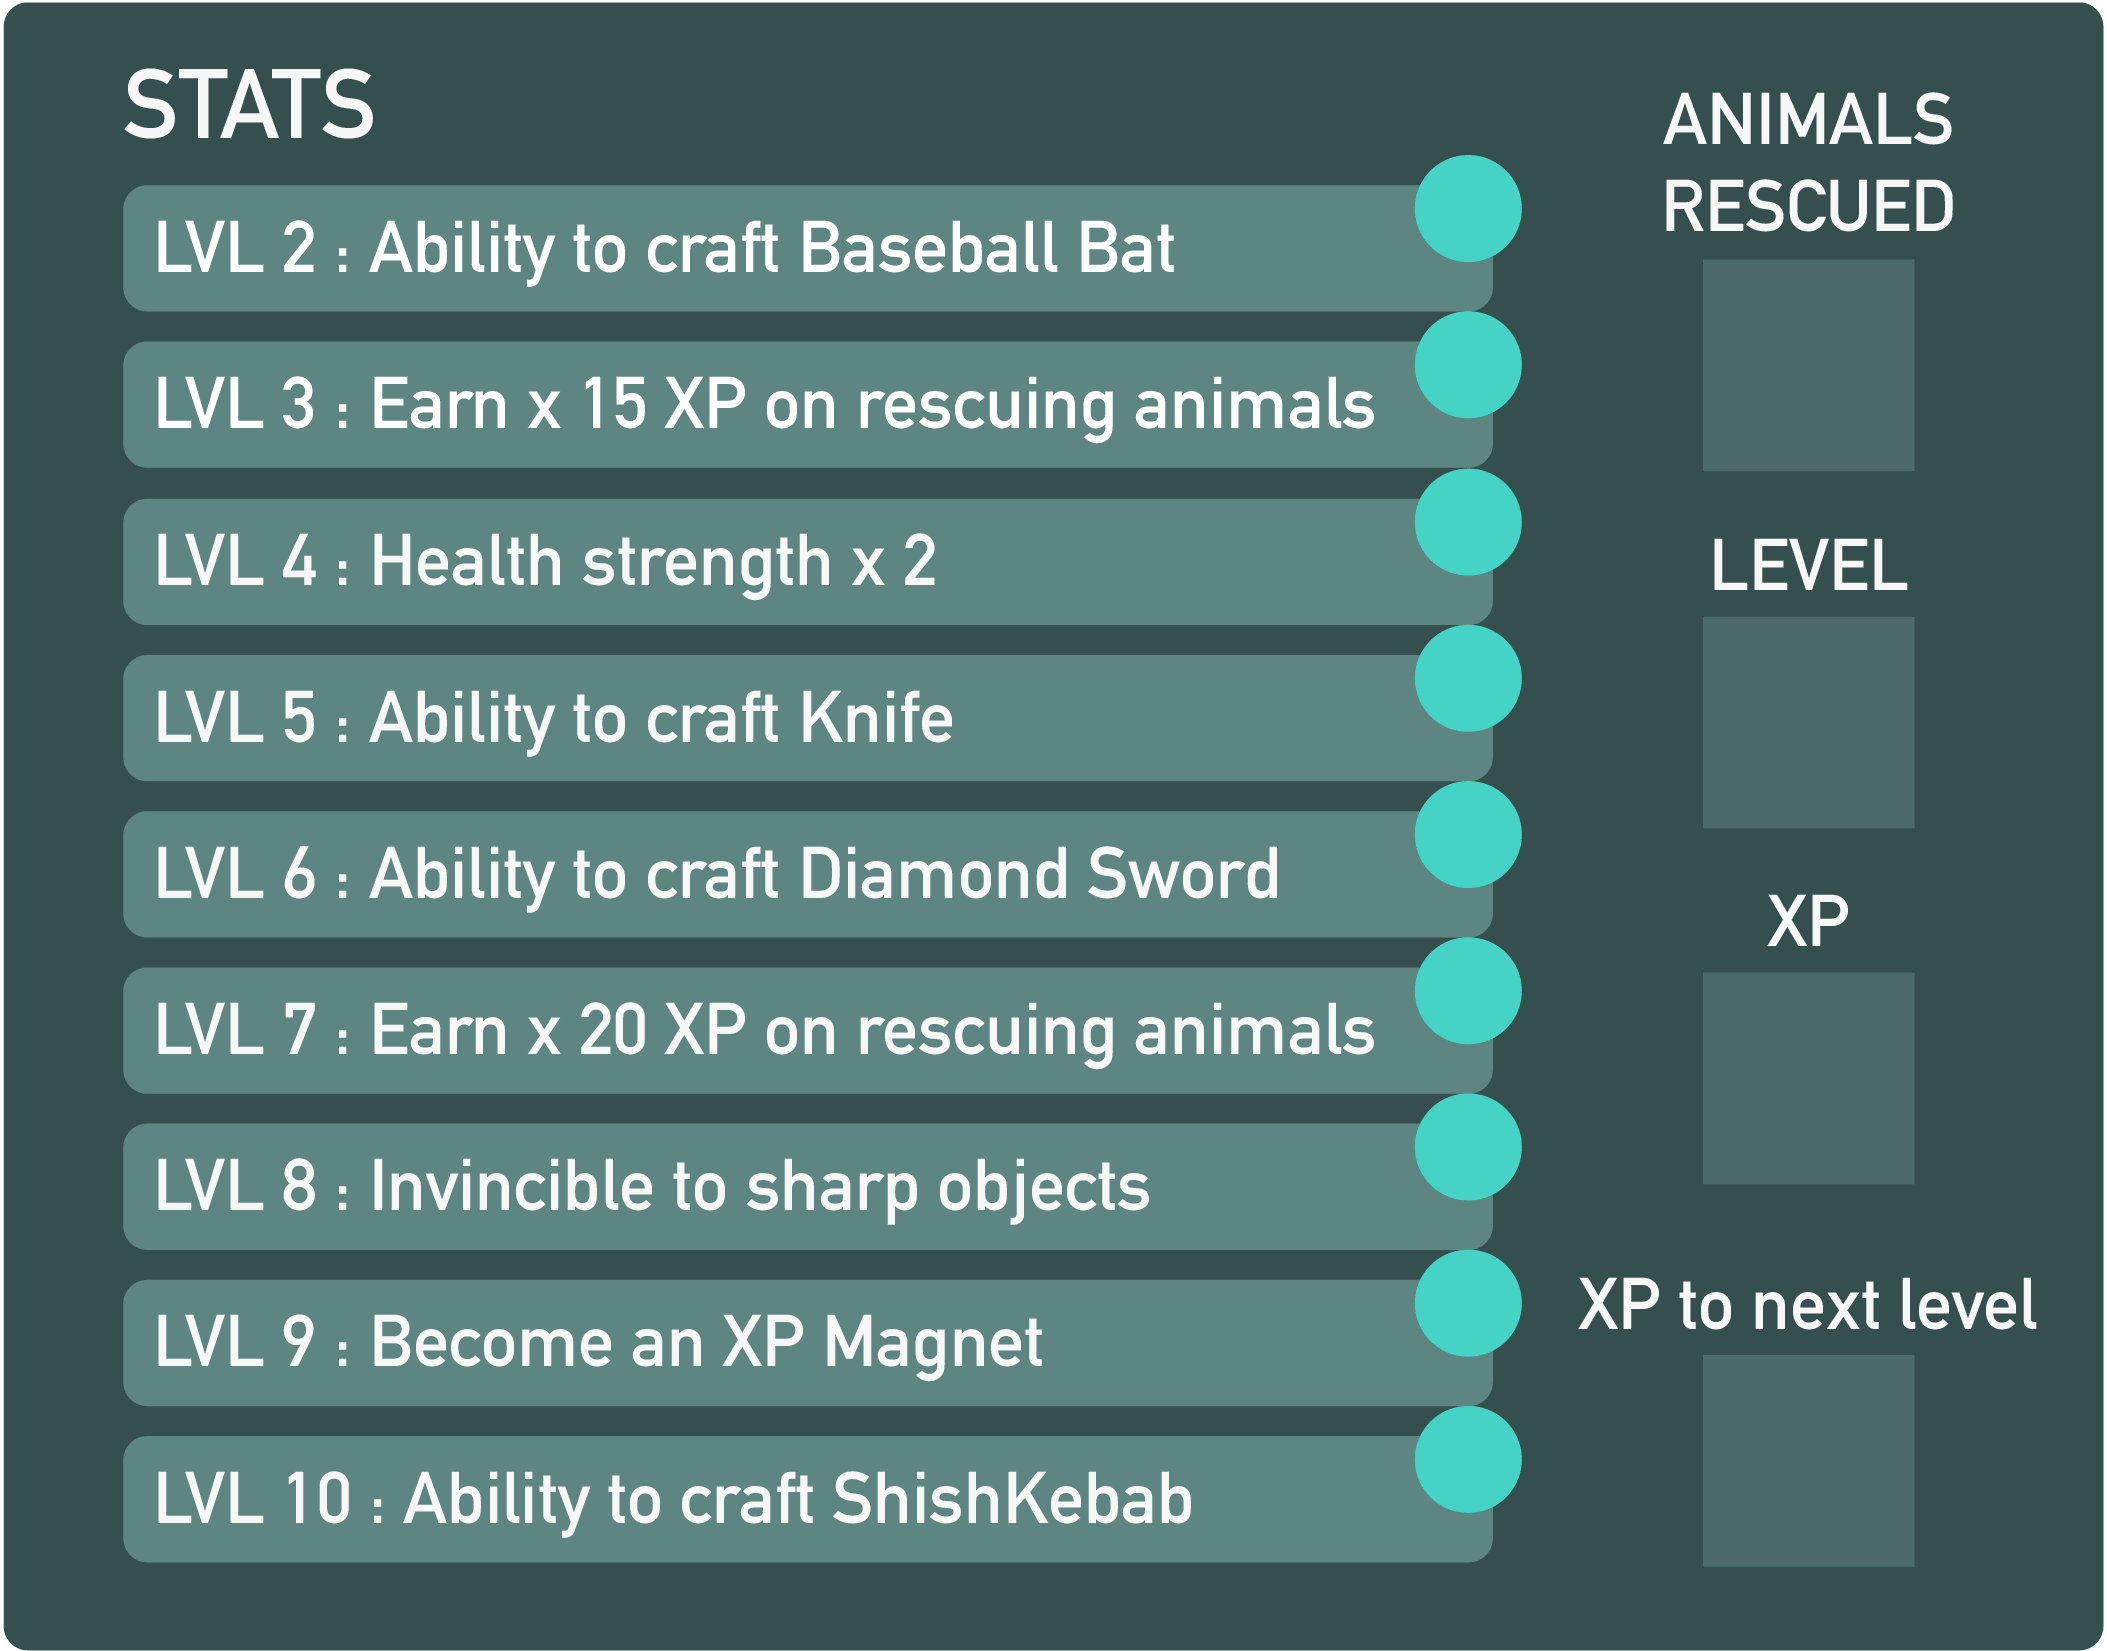 STATS
LVL 2 : Ability to craft Baseball Bat
LVL 3 : Earn x 15 XP on rescuing animals
LVL 4 : Health strength x 2
LVL 5 : Ability to craft Knife
LVL 6 : Ability to craft Diamond Sword
LVL 7 : Earn x 20 XP on rescuing animals
LVL 8 : Invincible to sharp objects
LVL 9 : Become an XP Magnet
LVL 10 : Ability to craft ShishKebab
ANIMALS
RESCUED
LEVEL
XP
XP to next level